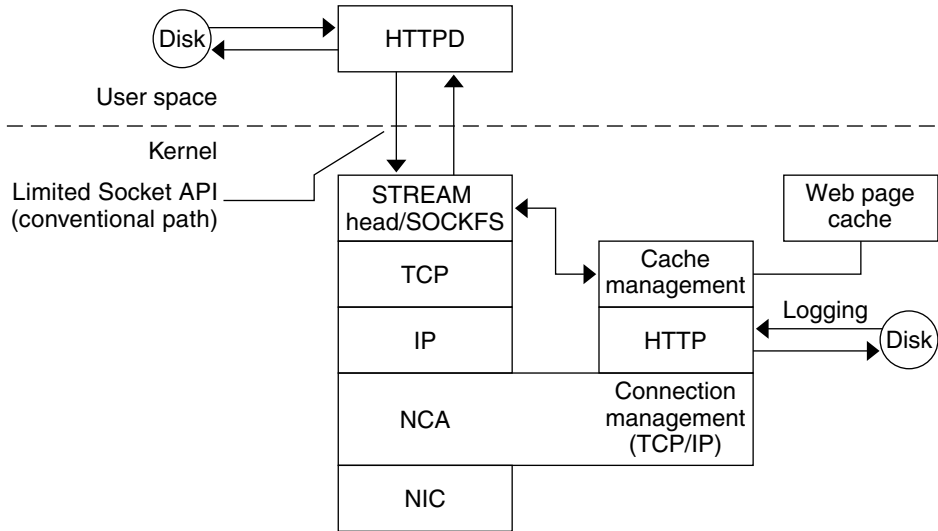 Disk
HTTPD
User space
Kernel
Limited Socket API
(conventional path)
STREAM
head/SOCKFS
Web page
cache
TCP
Cache
management
Logging
IP
HTTP
Disk
NCA
Connection
management
(TCP/IP)
NIC